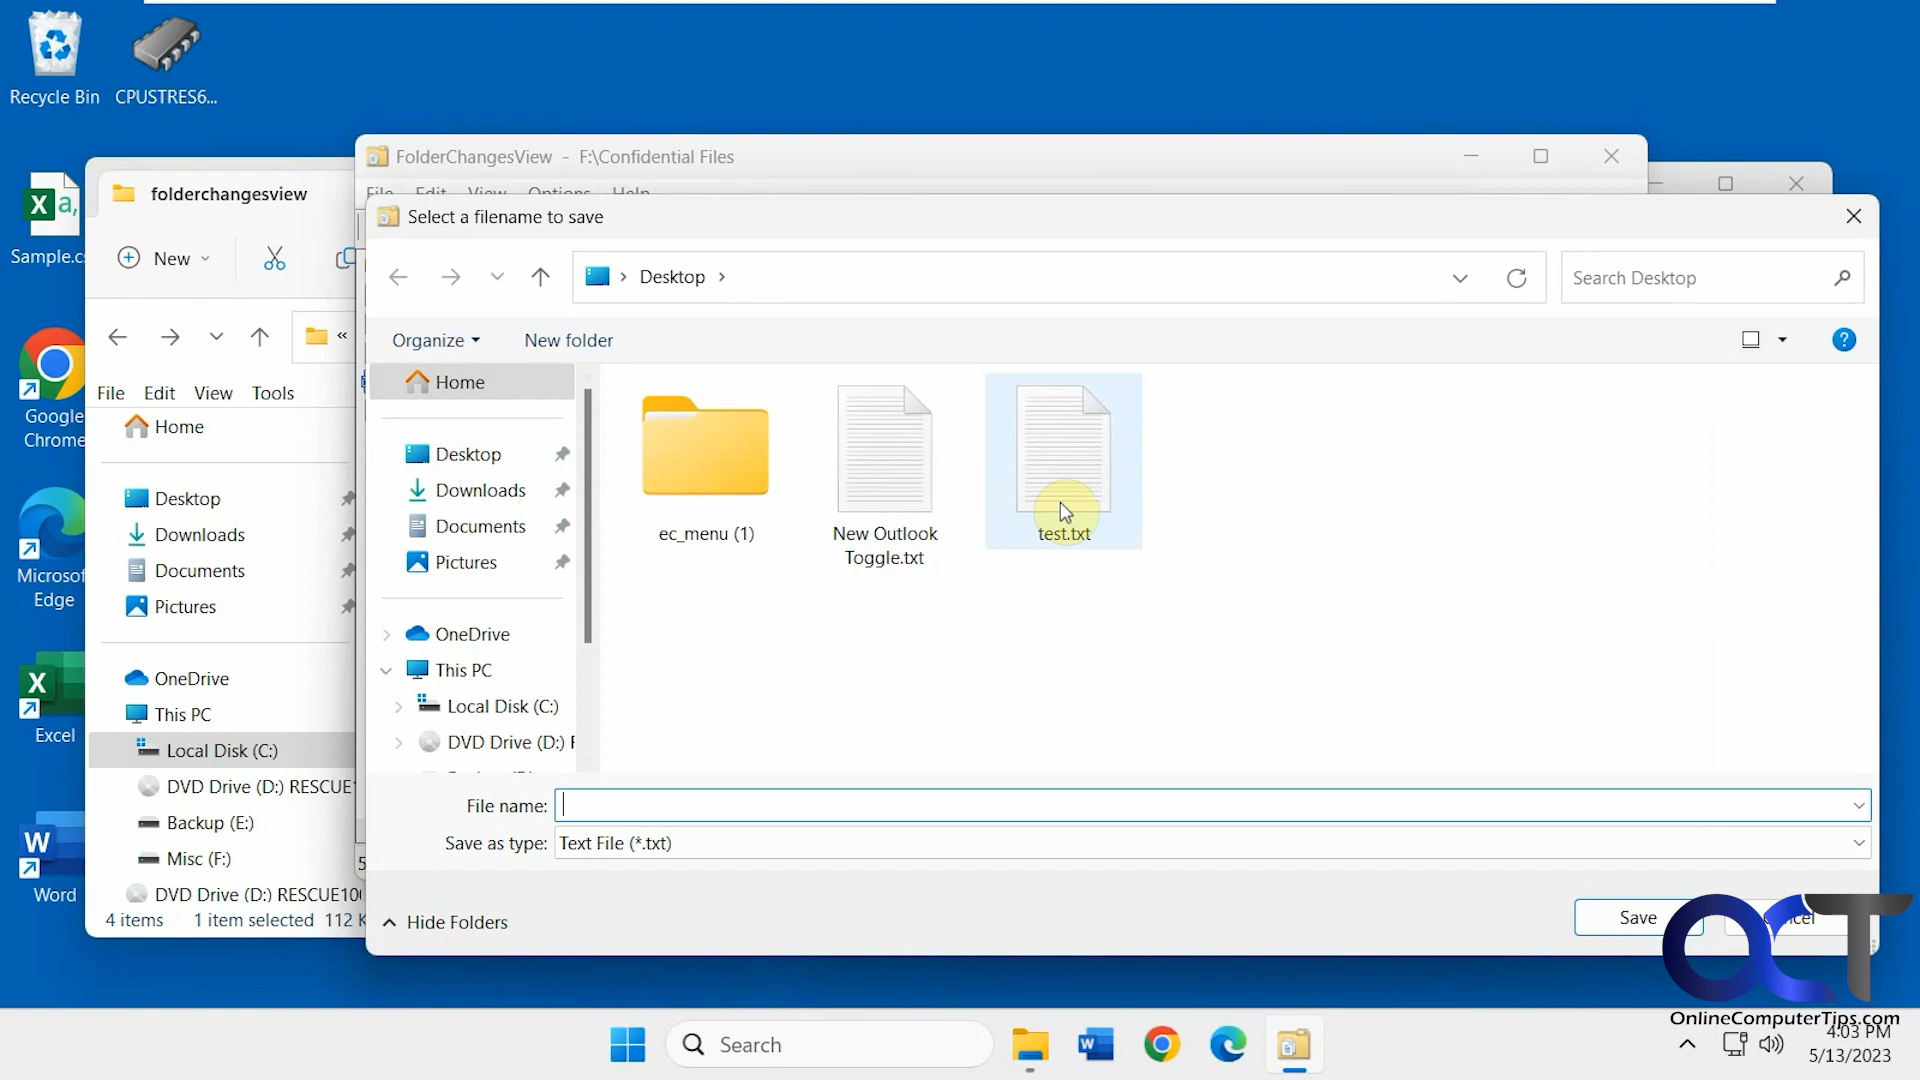 Recycle Bin
CPUSTRES6...
Sample.cs
Google
Chrome
Microsof
Edge
Excel
Word
folderchangesview
New
«
File Edit View Tools
Home
Desktop
Downloads
Documents
Pictures
OneDrive
This PC
Local Disk (C:)
DVD Drive (D:) RESCUE
Backup (E:)
Misc (F:)
DVD Drive (D:) RESCUE10
4 items 1 item selected 112 K
FolderChangesView - F:\Confidential Files
File Edit View Options Help
Select a filename to save
Desktop
Search Desktop
Organize New folder
?
Home
Desktop
Downloads
Documents
Pictures
OneDrive
This PC
Local Disk (C:)
DVD Drive (D:)
ec_menu (1)
New Outlook
Toggle.txt
test.txt
File name:
Save as type: Text File (*.txt)
Hide Folders
Save
OCT
OnlineComputerTips.com
Search
4:03 PM
5/13/2023